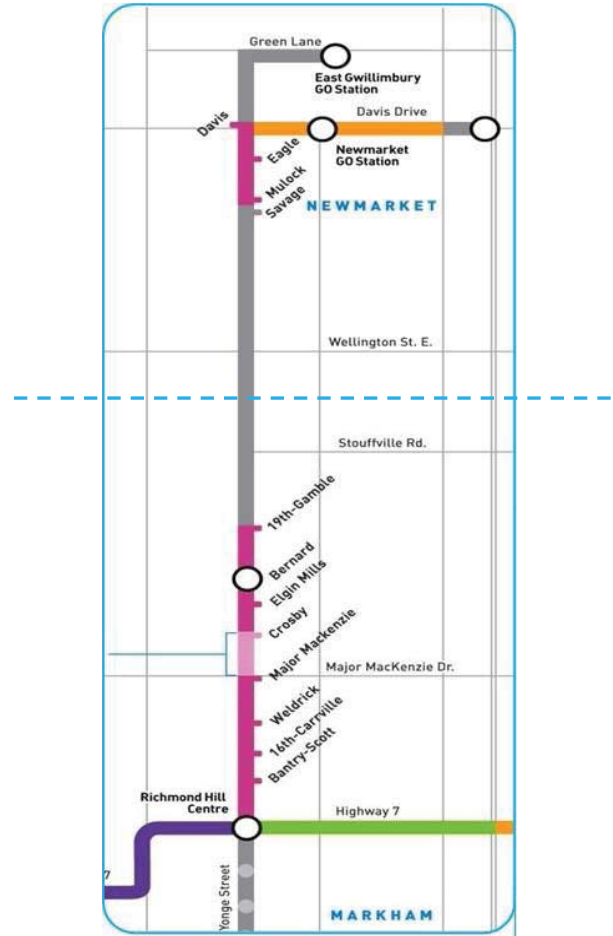 Green Lane
East Gwillimbury
GO Station
Davis Drive
Davis
Eagle
Newmarket
GO Station
Mulock
Savage
NEWMARKET
Wellington St. E.
Stouffville Rd.
19th-Gamble
Bernard
Elgin Mills
Crosby
Major Mackenzie
Major MacKenzie Dr.
Weldrick
16th-Carrville
Bantry-Scott
Richmond Hill
Centre
Highway 7
7
Yonge Street
MARKHAM